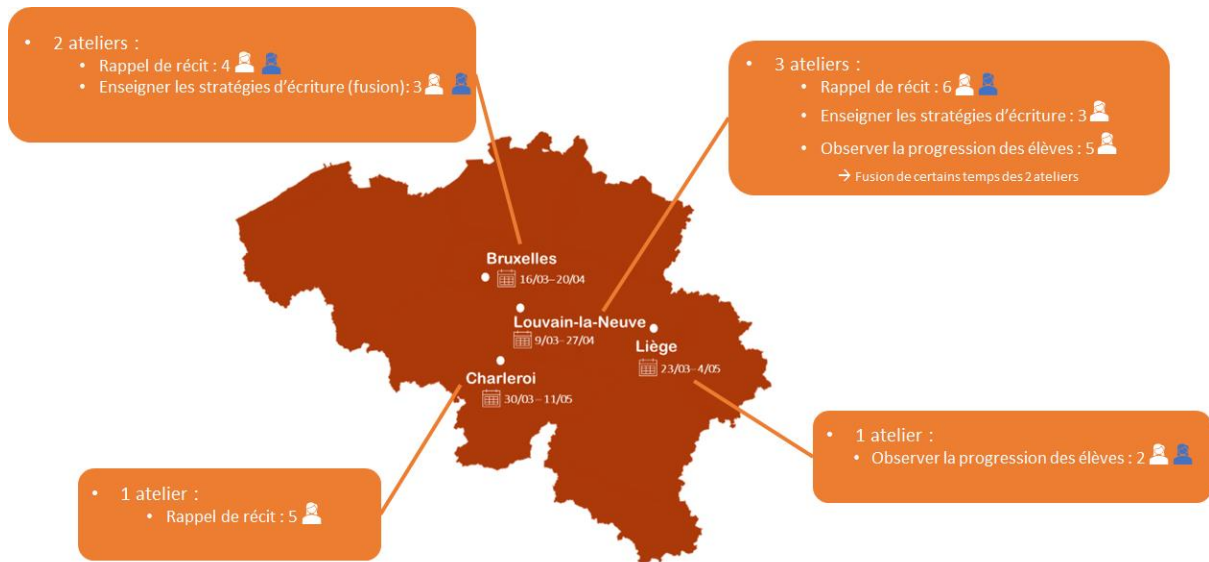 • 2 ateliers :
• Rappel de récit : 4
• Enseigner les stratégies d'écriture (fusion): 3
• 3 ateliers :
• Rappel de récit : 6
• Enseigner les stratégies d'écriture : 3
• Observer la progression des élèves : 5
→ Fusion de certains temps des 2 ateliers
Bruxelles
16/03–20/04
Louvain-la-Neuve
9/03–27/04
Liège
23/03–4/05
Charleroi
30/03 – 11/05
• 1 atelier :
• Observer la progression des élèves : 2
• 1 atelier :
• Rappel de récit : 5